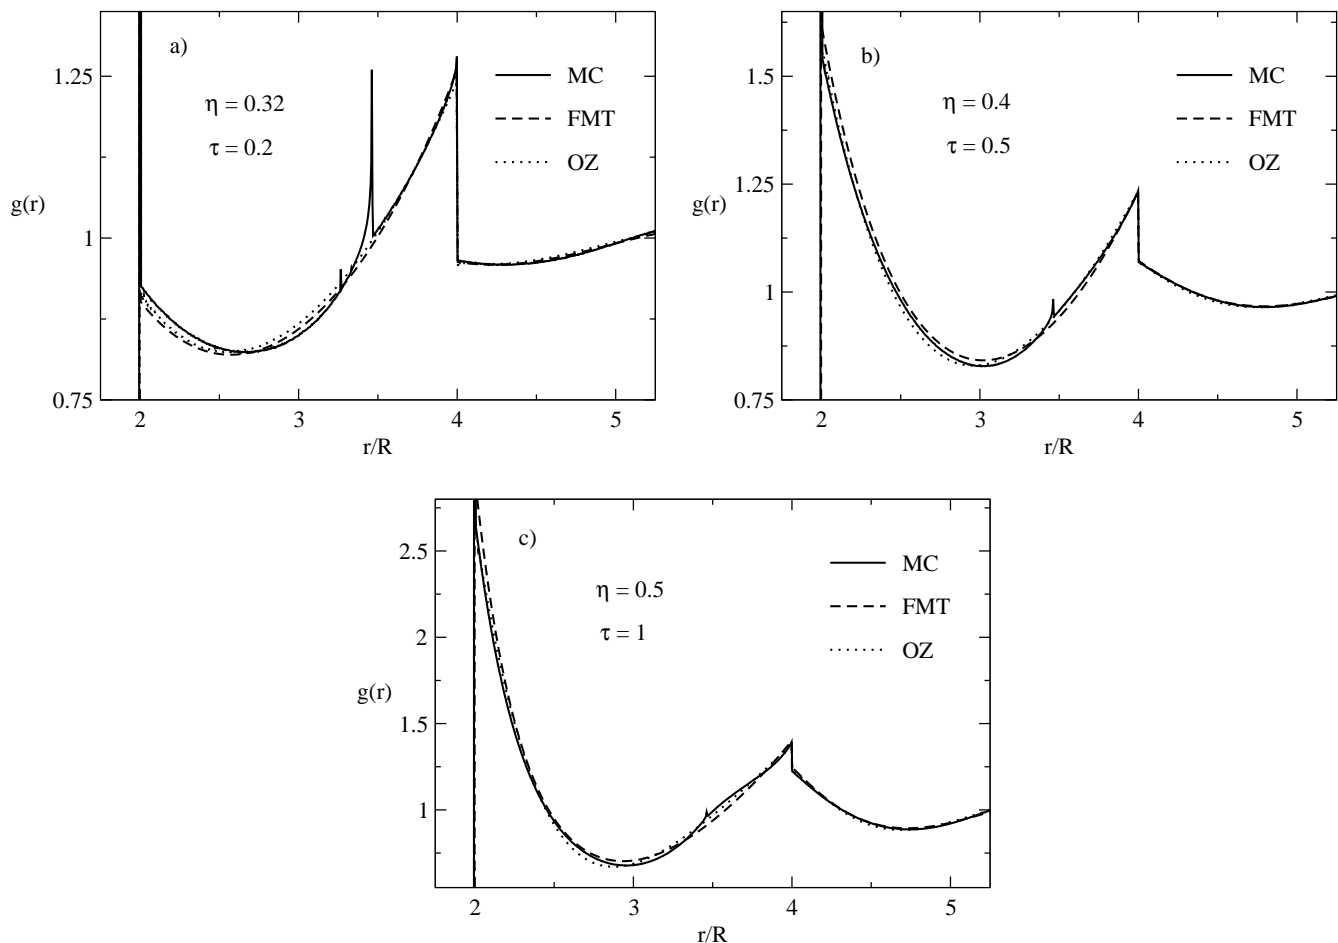 a)
MC
FMT
OZ
η = 0.32
τ = 0.2
1.25
1
0.75
g(r)
2
3
4
5
r/R
b)
MC
FMT
OZ
η = 0.4
τ = 0.5
1.5
1.25
1
0.75
g(r)
2
3
4
5
r/R
c)
MC
FMT
OZ
η = 0.5
τ = 1
2.5
2
1.5
1
g(r)
2
3
4
5
r/R